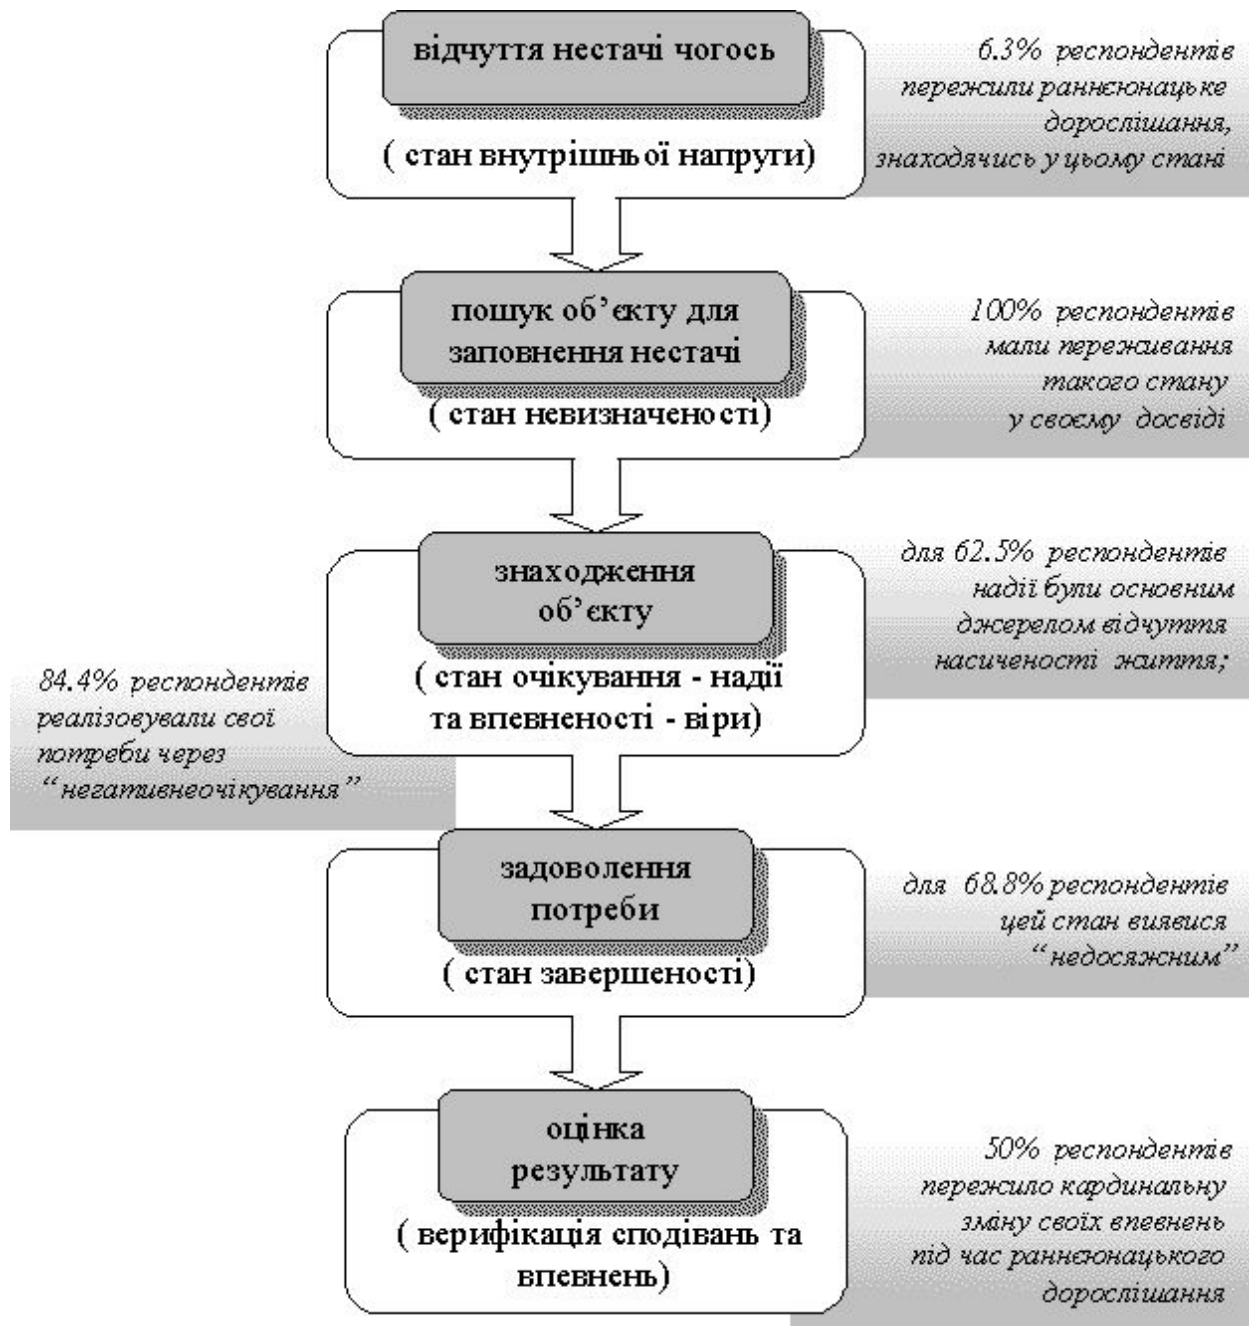 відчуття нестачі чогось
( стан внутрішньої напруги)
6.3% респондентів
пережили раннєюнацьке
дорослішання,
знаходячись у цьому стані
пошук об’єкту для
заповнення нестачі
( стан невизначеності)
100% респондентів
мали переживання
такого стану
у своєму досвіді
знаходження
об’єкту
( стан очікування - надії
та впевненості - віри)
для 62.5% респондентів
надії були основним
джерелом відчуття
насиченості життя;
84.4% респондентів
реалізовували свої
потреби через
“негативнеочікування”
задоволення
потреби
( стан завершеності)
для 68.8% респондентів
цей стан виявися
“недосяжним”
оцінка
результату
( верифікація сподівань та
впевнень)
50% респондентів
пережило кардинальну
зміну своїх впевнень
під час раннєюнацького
дорослішання